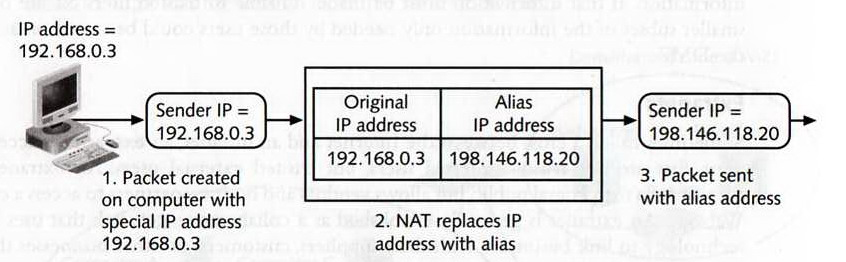 IP address =
192.168.0.3
Sender IP =
192.168.0.3
Original
IP address
Alias
IP address
192.168.0.3
198.146.118.20
Sender IP =
198.146.118.20
1. Packet created
on computer with
special IP address
192.168.0.3
2. NAT replaces IP
address with alias
3. Packet sent
with alias address